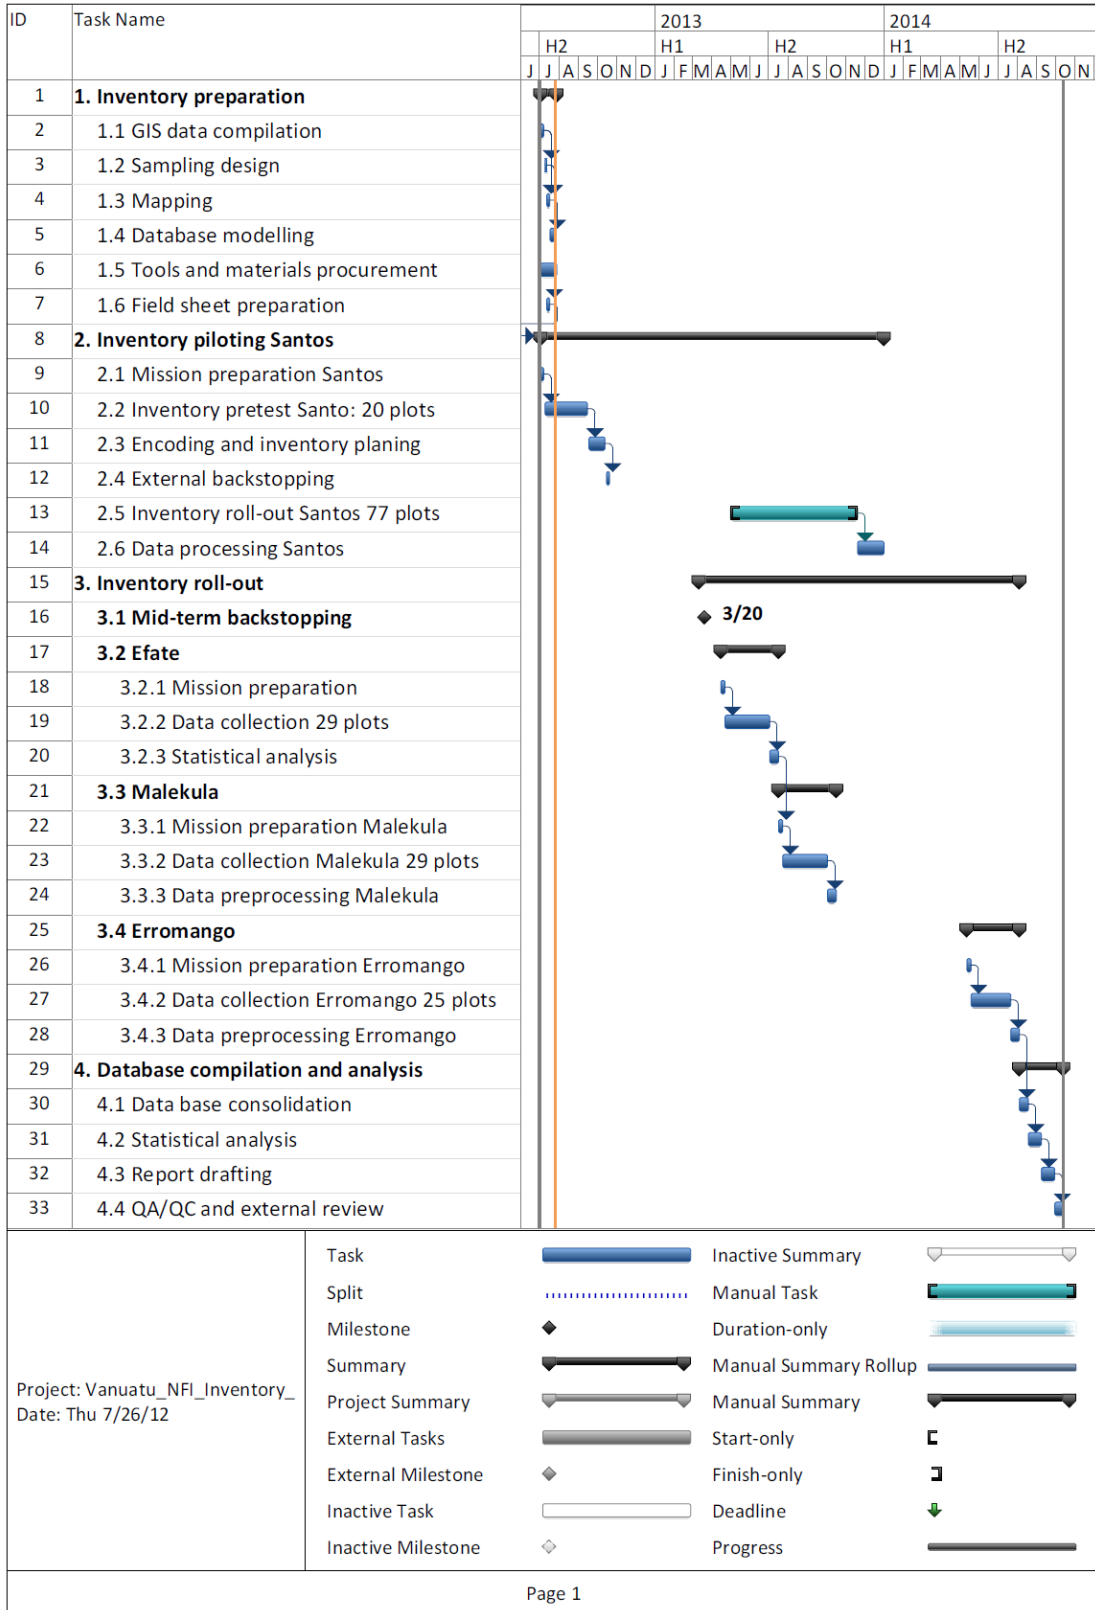 ID Task Name 2013 2014
H2 H1 H2 H1 H2
J J A S O N D J F M A M J J A S O N D J F M A M J J A S O N
1 1. Inventory preparation
2 1.1 GIS data compilation
3 1.2 Sampling design
4 1.3 Mapping
5 1.4 Database modelling
6 1.5 Tools and materials procurement
7 1.6 Field sheet preparation
8 2. Inventory piloting Santos
9 2.1 Mission preparation Santos
10 2.2 Inventory pretest Santo: 20 plots
11 2.3 Encoding and inventory planing
12 2.4 External backstopping
13 2.5 Inventory roll-out Santos 77 plots
14 2.6 Data processing Santos
15 3. Inventory roll-out
16 3.1 Mid-term backstopping 3/20
17 3.2 Efate
18 3.2.1 Mission preparation
19 3.2.2 Data collection 29 plots
20 3.2.3 Statistical analysis
21 3.3 Malekula
22 3.3.1 Mission preparation Malekula
23 3.3.2 Data collection Malekula 29 plots
24 3.3.3 Data preprocessing Malekula
25 3.4 Erromango
26 3.4.1 Mission preparation Erromango
27 3.4.2 Data collection Erromango 25 plots
28 3.4.3 Data preprocessing Erromango
29 4. Database compilation and analysis
30 4.1 Data base consolidation
31 4.2 Statistical analysis
32 4.3 Report drafting
33 4.4 QA/QC and external review
Project: Vanuatu_NFI_Inventory_
Date: Thu 7/26/12
Task
Split
Milestone
Summary
Project Summary
External Tasks
External Milestone
Inactive Task
Inactive Milestone
Inactive Summary
Manual Task
Duration-only
Manual Summary Rollup
Manual Summary
Start-only
Finish-only
Deadline
Progress
Page 1